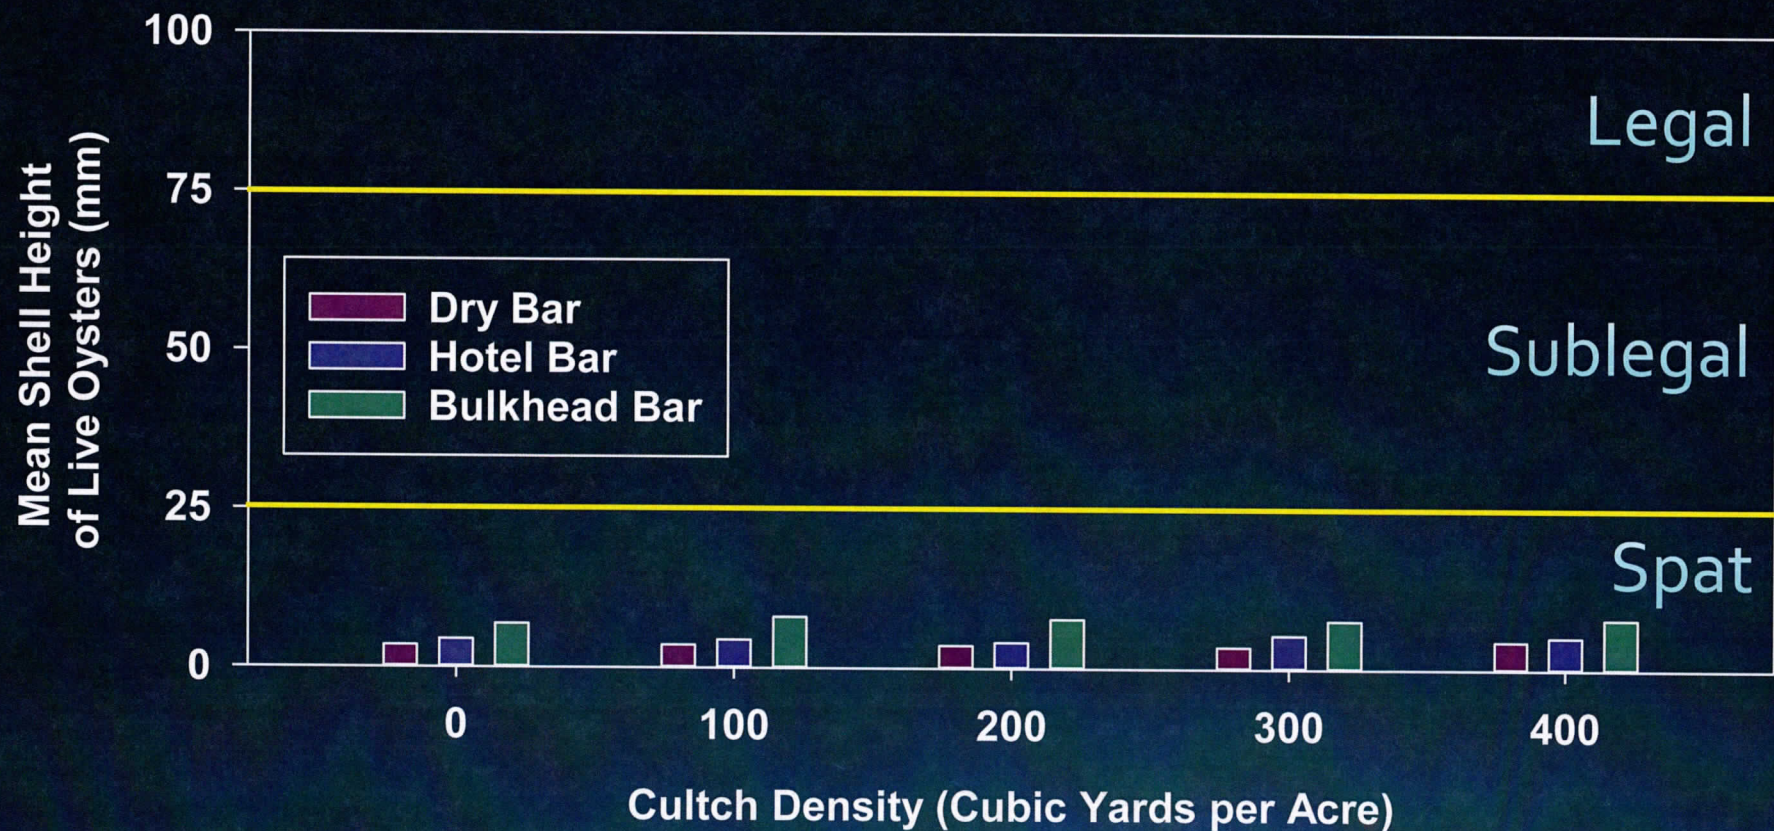 100
75
50
25
0
Mean Shell Height
of Live Oysters (mm)
Legal
Sublegal
Spat
Dry Bar
Hotel Bar
Bulkhead Bar
0 100 200 300 400
Cultch Density (Cubic Yards per Acre)